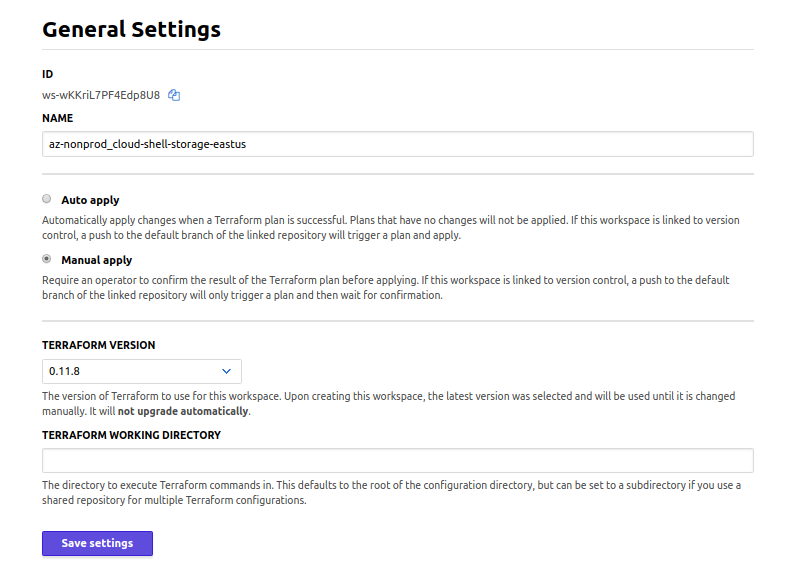 General Settings
ID
ws-wKKriL7PF4Edp8U8
NAME
az-nonprod_cloud-shell-storage-eastus
Auto apply
Automatically apply changes when a Terraform plan is successful. Plans that have no changes will not be applied. If this workspace is linked to version
control, a push to the default branch of the linked repository will trigger a plan and apply.
Manual apply
Require an operator to confirm the result of the Terraform plan before applying. If this workspace is linked to version control, a push to the default
branch of the linked repository will only trigger a plan and then wait for confirmation.
TERRAFORM VERSION
0.11.8
The version of Terraform to use for this workspace. Upon creating this workspace, the latest version was selected and will be used until it is changed
manually. It will not upgrade automatically.
TERRAFORM WORKING DIRECTORY
The directory to execute Terraform commands in. This defaults to the root of the configuration directory, but can be set to a subdirectory if you use a
shared repository for multiple Terraform configurations.
Save settings